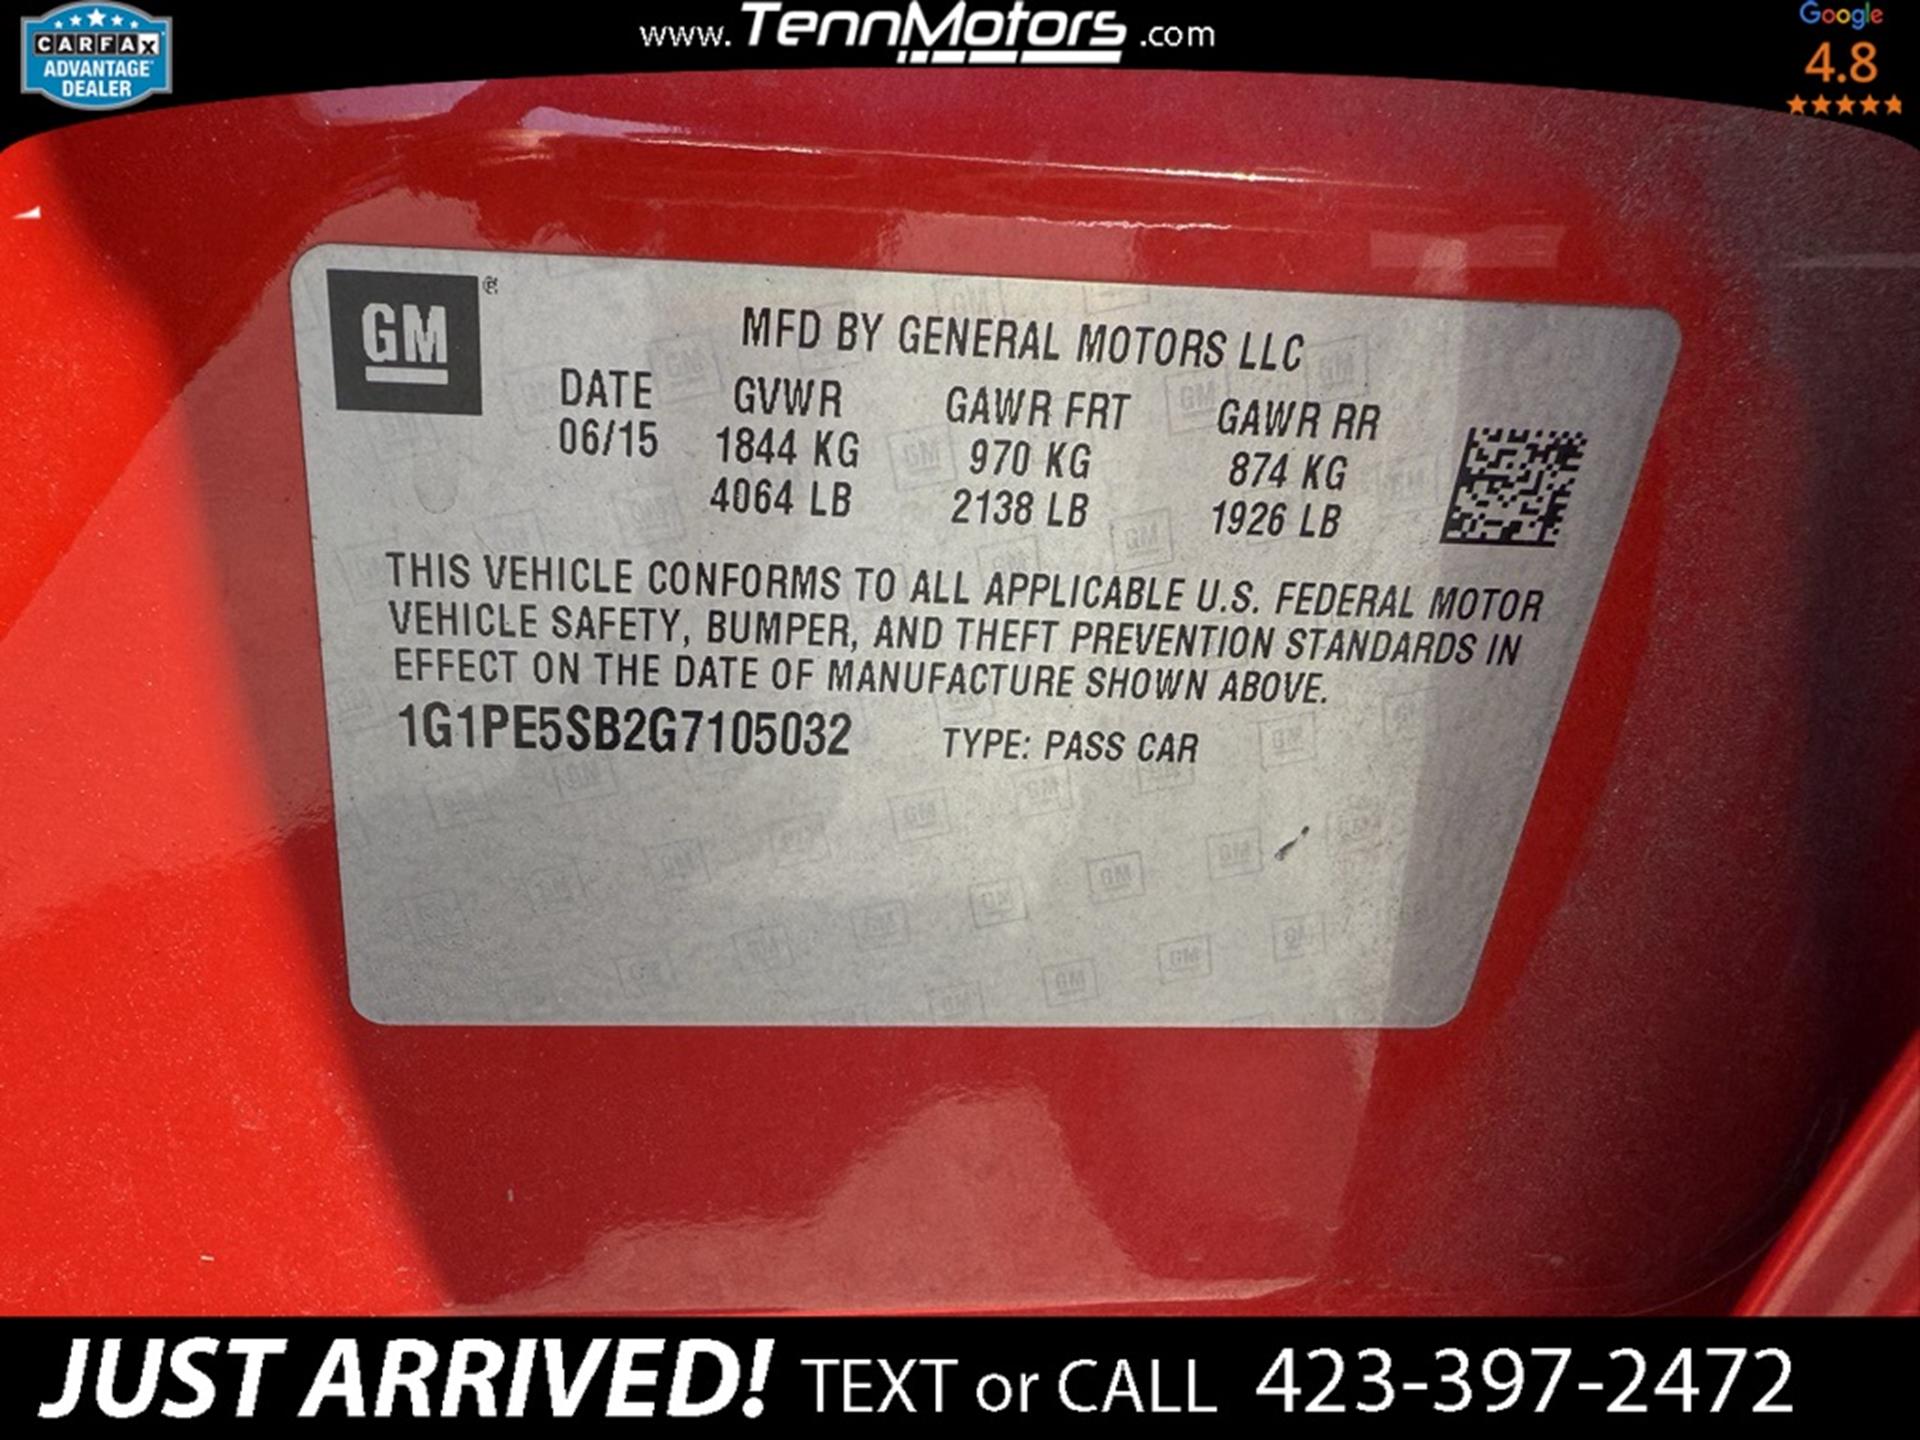 CARFAX
ADVANTAGE
DEALER
www.TennMotors.com
Google
4.8
GM
MFD BY GENERAL MOTORS LLC
DATE GVWR GAWR FRT GAWR RR
06/15 1844 KG 970 KG 874 KG
4064 LB 2138 LB 1926 LB
THIS VEHICLE CONFORMS TO ALL APPLICABLE U.S. FEDERAL MOTOR
VEHICLE SAFETY, BUMPER, AND THEFT PREVENTION STANDARDS IN
EFFECT ON THE DATE OF MANUFACTURE SHOWN ABOVE.
1G1PE5SB2G7105032 TYPE: PASS CAR
JUST ARRIVED! TEXT or CALL 423-397-2472